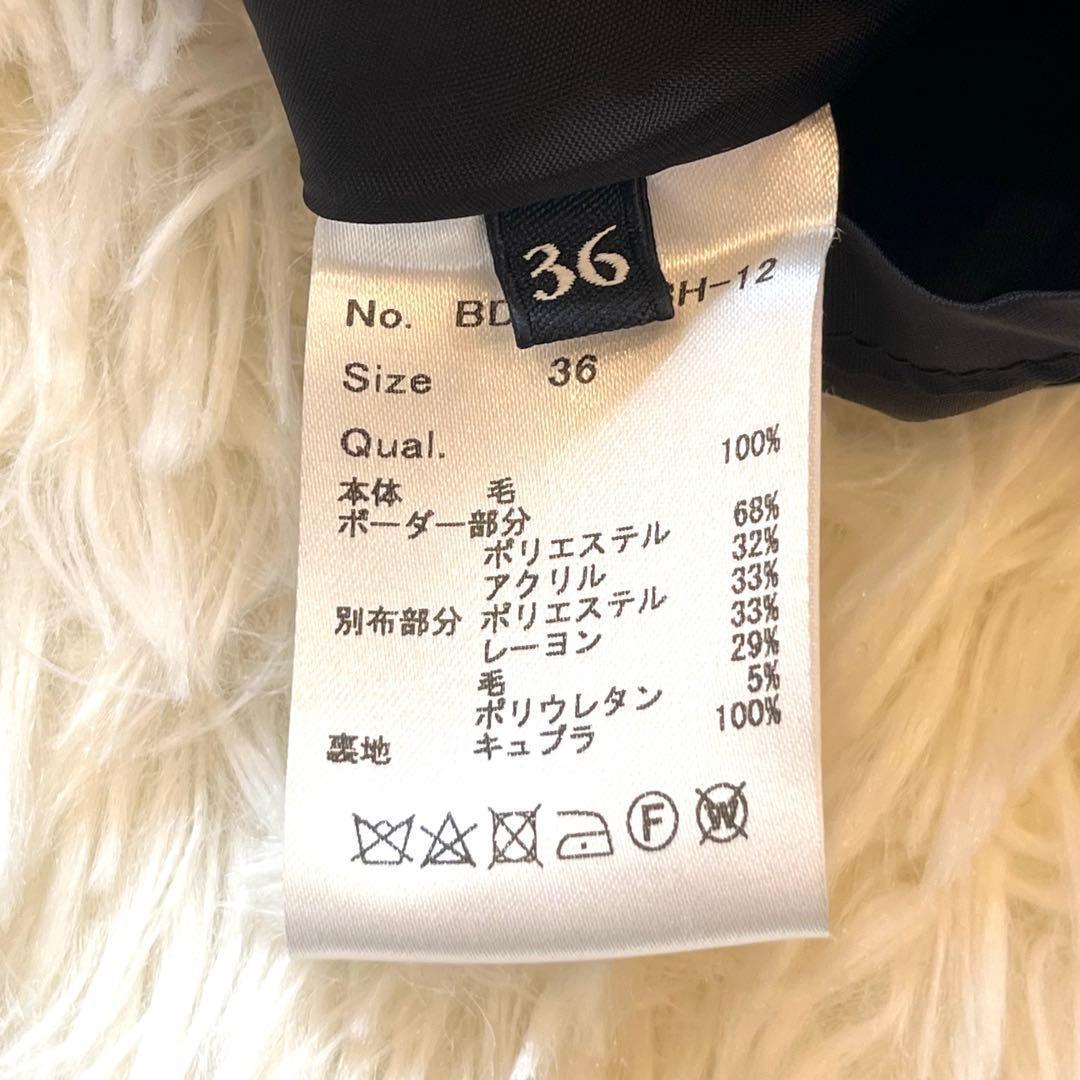 36
No. BD BH-12
Size 36
Qual.
本体 毛 100%
ボーダー部分
ポリエステル 68%
アクリル 32%
別布部分 ポリエステル 33%
レーヨン 33%
毛 29%
ポリウレタン 5%
裏地 キュプラ 100%
F W